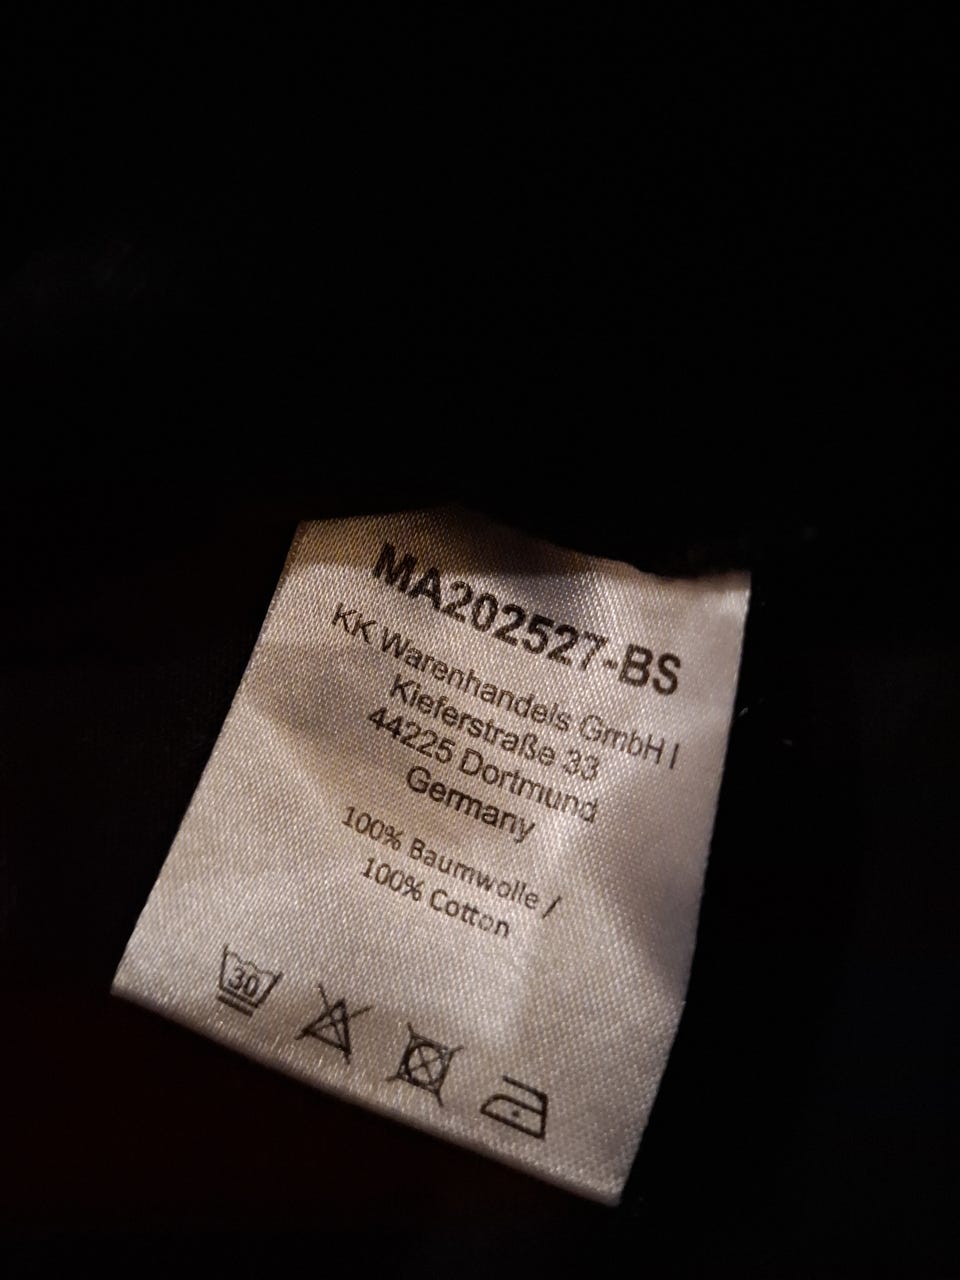 MA202527-BS
KK Warenhandels GmbH |
Kieferstraße 33
44225 Dortmund
Germany
100% Baumwolle /
100% Cotton
30